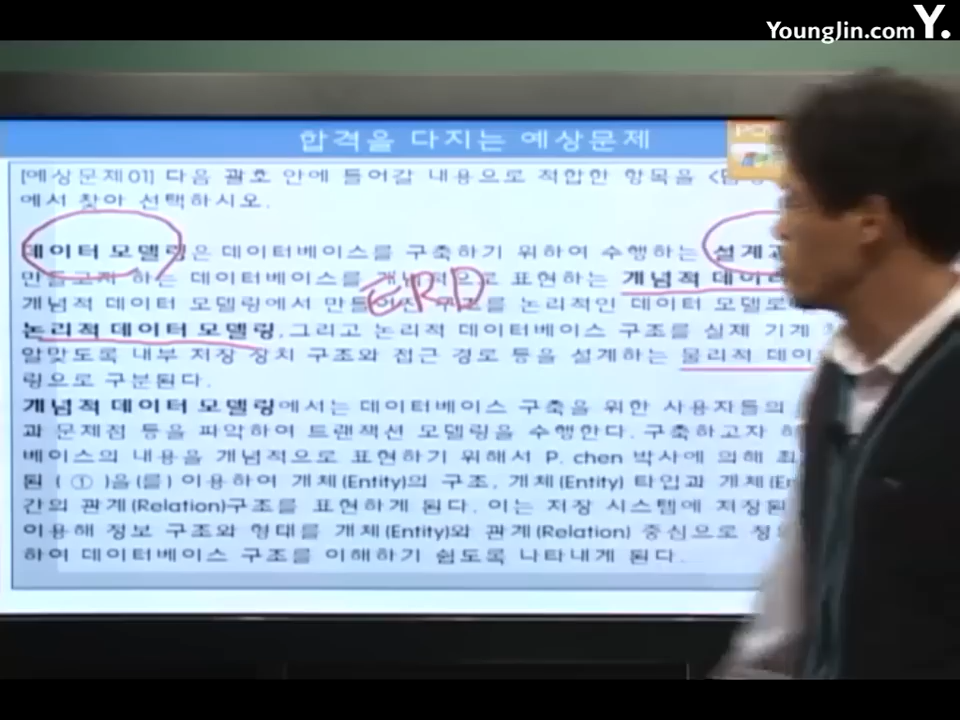 YoungJin.com Y.
합격을 다지는 예상문제
[예상문제01] 다음 괄호 안에 들어갈 내용으로 적합한 항목을
에서 찾아 선택하시오.
데이터 모델링은 데이터베이스를 구축하기 위하여 수행하는 설계과
만들고자 하는 데이터베이스를 개념적으로 표현하는 개념적 데이터
ERD
개념적 데이터 모델링에서 만들어진 구조를 논리적인 데이터 모델로
논리적 데이터 모델링, 그리고 논리적 데이터베이스 구조를 실제 기계
알맞도록 내부 저장 장치 구조와 접근 경로 등을 설계하는 물리적 데이
링으로 구분된다.
개념적 데이터 모델링에서는 데이터베이스 구축을 위한 사용자들의
과 문제점 등을 파악하여 트랜잭션 모델링을 수행한다. 구축하고자 하
베이스의 내용을 개념적으로 표현하기 위해서 P. chen 박사에 의해 최
된 ( ① )을(를) 이용하여 개체(Entity)의 구조, 개체(Entity) 타입과 개체(En
간의 관계(Relation)구조를 표현하게 된다. 이는 저장 시스템에 저장된
이용해 정보 구조와 형태를 개체(Entity)와 관계(Relation) 중심으로 정
하여 데이터베이스 구조를 이해하기 쉽도록 나타내게 된다.